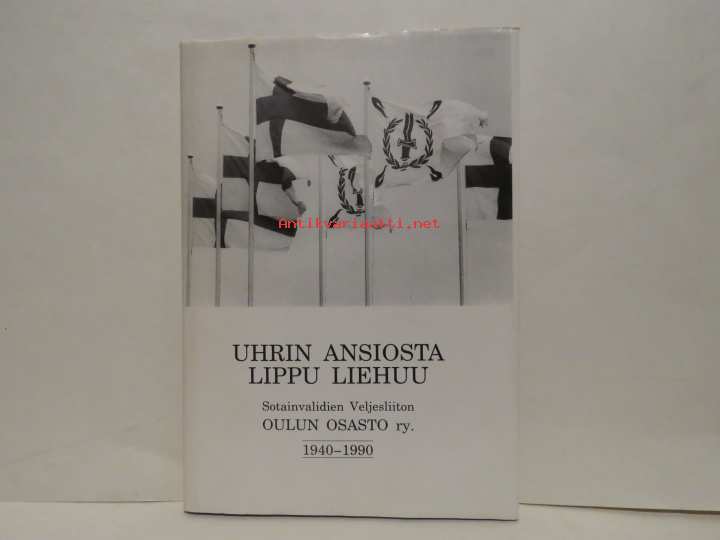 Antikvariaatti.net
UHRIN ANSIOSTA
LIPPU LIEHUU
Sotainvalidien Veljesliiton
OULUN OSASTO ry.
1940–1990